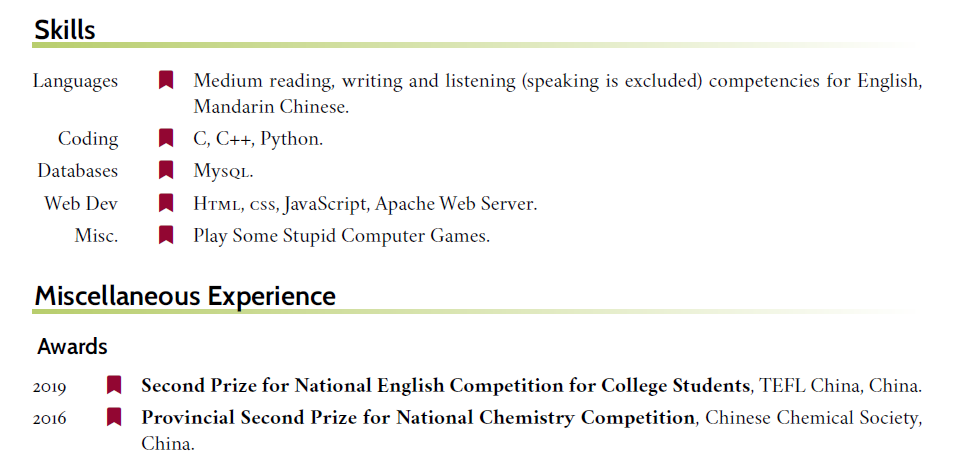 Skills
Languages Medium reading, writing and listening (speaking is excluded) competencies for English,
Mandarin Chinese.
Coding C, C++, Python.
Databases MySQL.
Web Dev HTML, CSS, JavaScript, Apache Web Server.
Misc. Play Some Stupid Computer Games.
Miscellaneous Experience
Awards
2019 Second Prize for National English Competition for College Students, TEFL China, China.
2016 Provincial Second Prize for National Chemistry Competition, Chinese Chemical Society,
China.